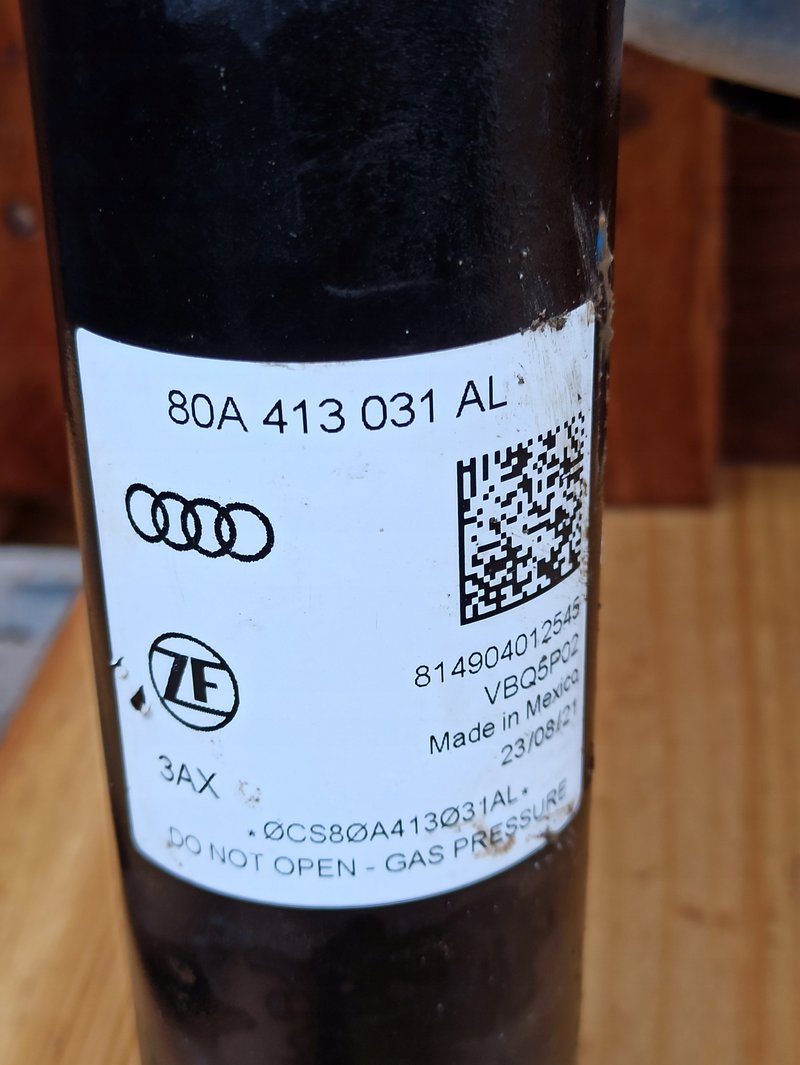 80A 413 031 AL
ZF
814904012545
VBQ5P02
Made in Mexico
23/08/21
3AX
*ØCS8ØA413Ø31AL*
DO NOT OPEN - GAS PRESSURE